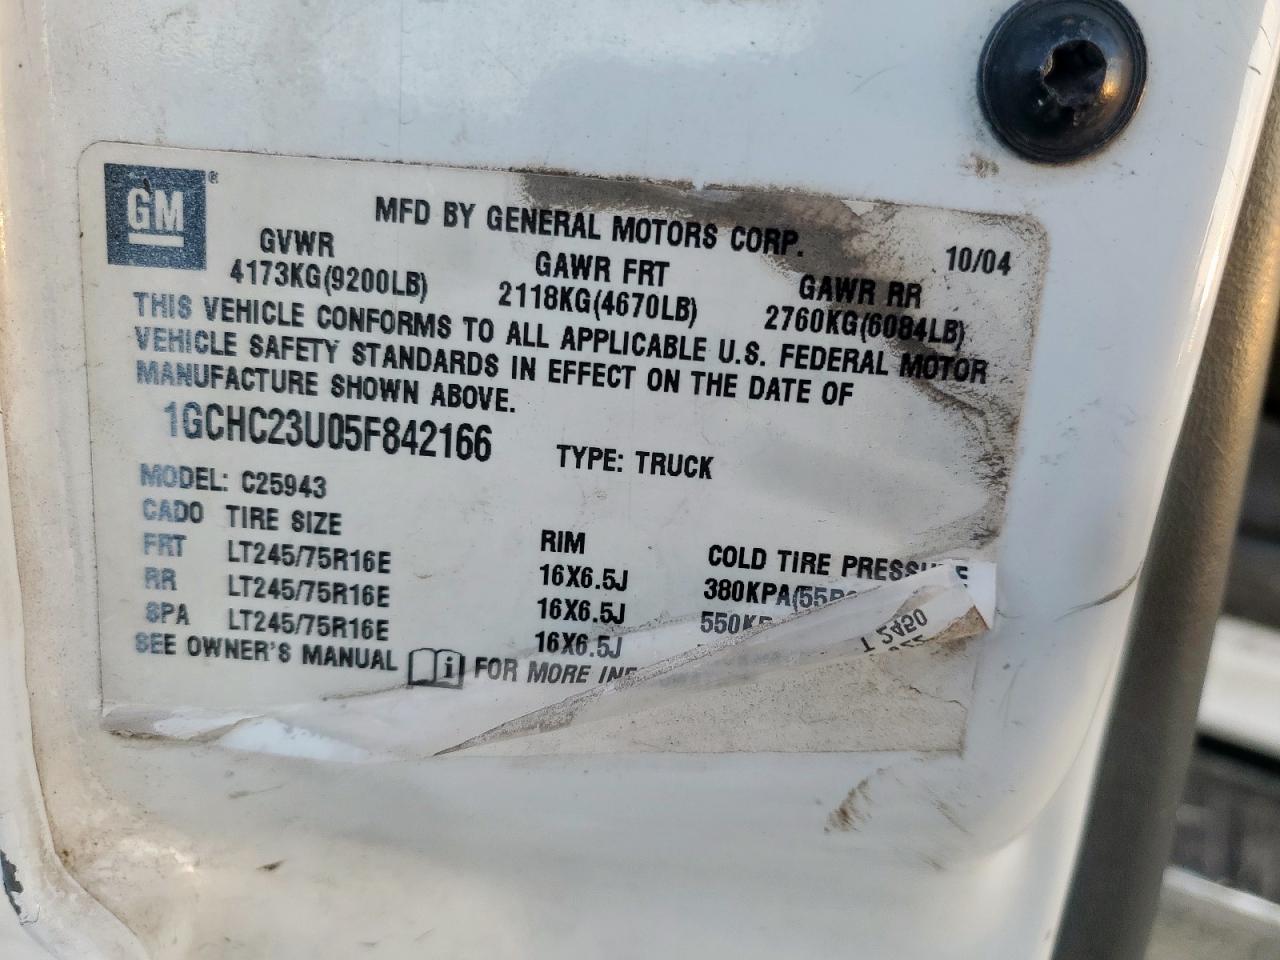 GM®
MFD BY GENERAL MOTORS CORP. 10/04
GVWR GAWR FRT GAWR RR
4173KG(9200LB) 2118KG(4670LB) 2760KG(6084LB)
THIS VEHICLE CONFORMS TO ALL APPLICABLE U.S. FEDERAL MOTOR
VEHICLE SAFETY STANDARDS IN EFFECT ON THE DATE OF
MANUFACTURE SHOWN ABOVE.
1GCHC23U05F842166 TYPE: TRUCK
MODEL: C25943
CADO TIRE SIZE RIM COLD TIRE PRESSURE
FRT LT245/75R16E 16X6.5J 380KPA(55
RR LT245/75R16E 16X6.5J 550K
SPA LT245/75R16E 16X6.5J
SEE OWNER'S MANUAL i FOR MORE